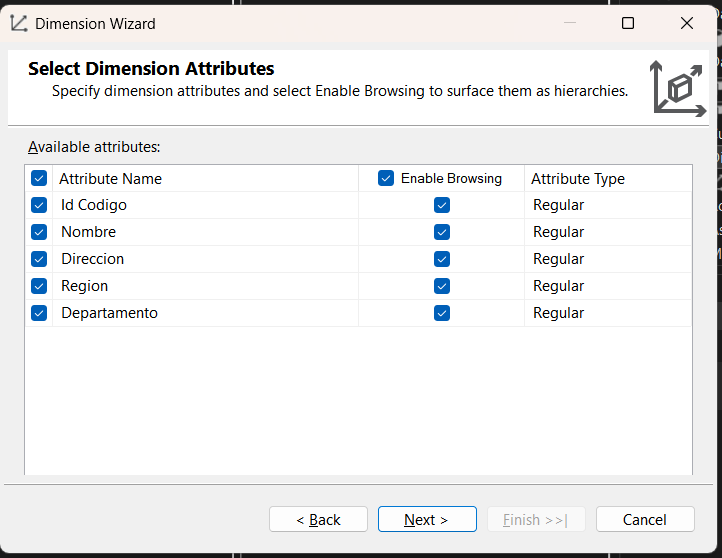 Dimension Wizard
Select Dimension Attributes
Specify dimension attributes and select Enable Browsing to surface them as hierarchies.
Available attributes:
Attribute Name Enable Browsing Attribute Type
Id Codigo Regular
Nombre Regular
Direccion Regular
Region Regular
Departamento Regular
< Back Next > Finish >>| Cancel